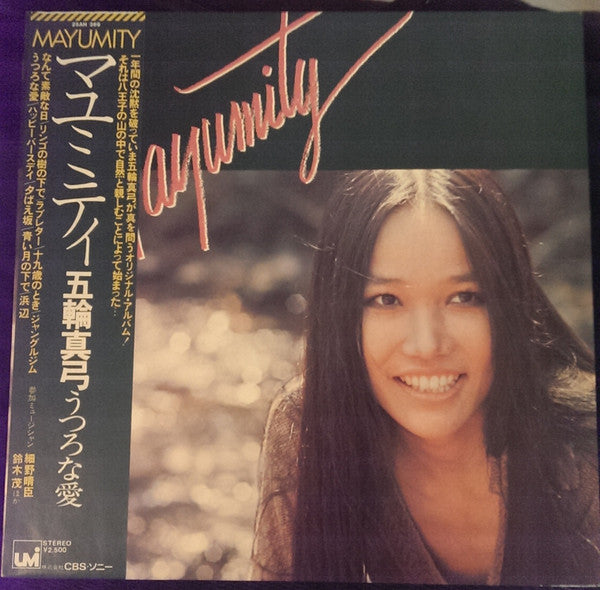 25AH 366
MAYUMITY
マユミティ 五輪真弓 うつろな愛
一年間の沈黙を破っていま五輪真弓が真を問うオリジナル・アルバム!
それは八王子の山の中で“自然”と親しむことによって始まった…
なんて素敵な日/リンゴの樹の下で/ラブレター/十九歳のとき/ジャングルジム
うつろな愛/ハッピーバースデイ/夕ばえ坂/青い月の下で/浜辺
参加ミュージシャン
細野晴臣
鈴木茂ほか
STEREO
¥2,500
UMI
株式会社 CBS・ソニー
ayumity